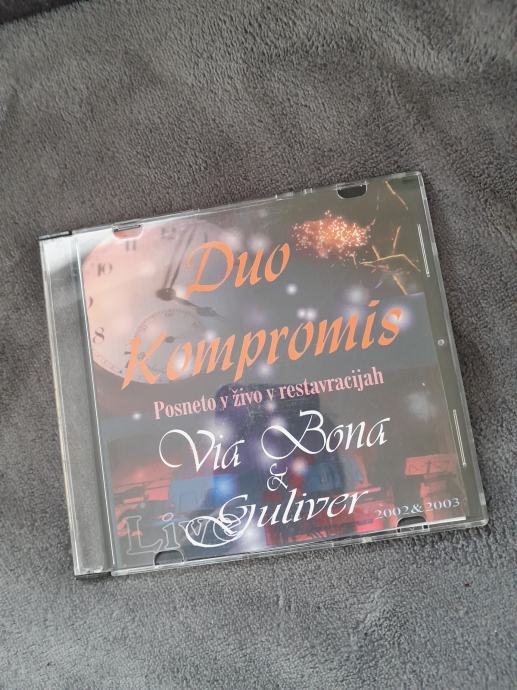 Duo
Kompromis
Posneto v živo v restavracijah
Via Bona
&
Guliver
Live
2002&2003